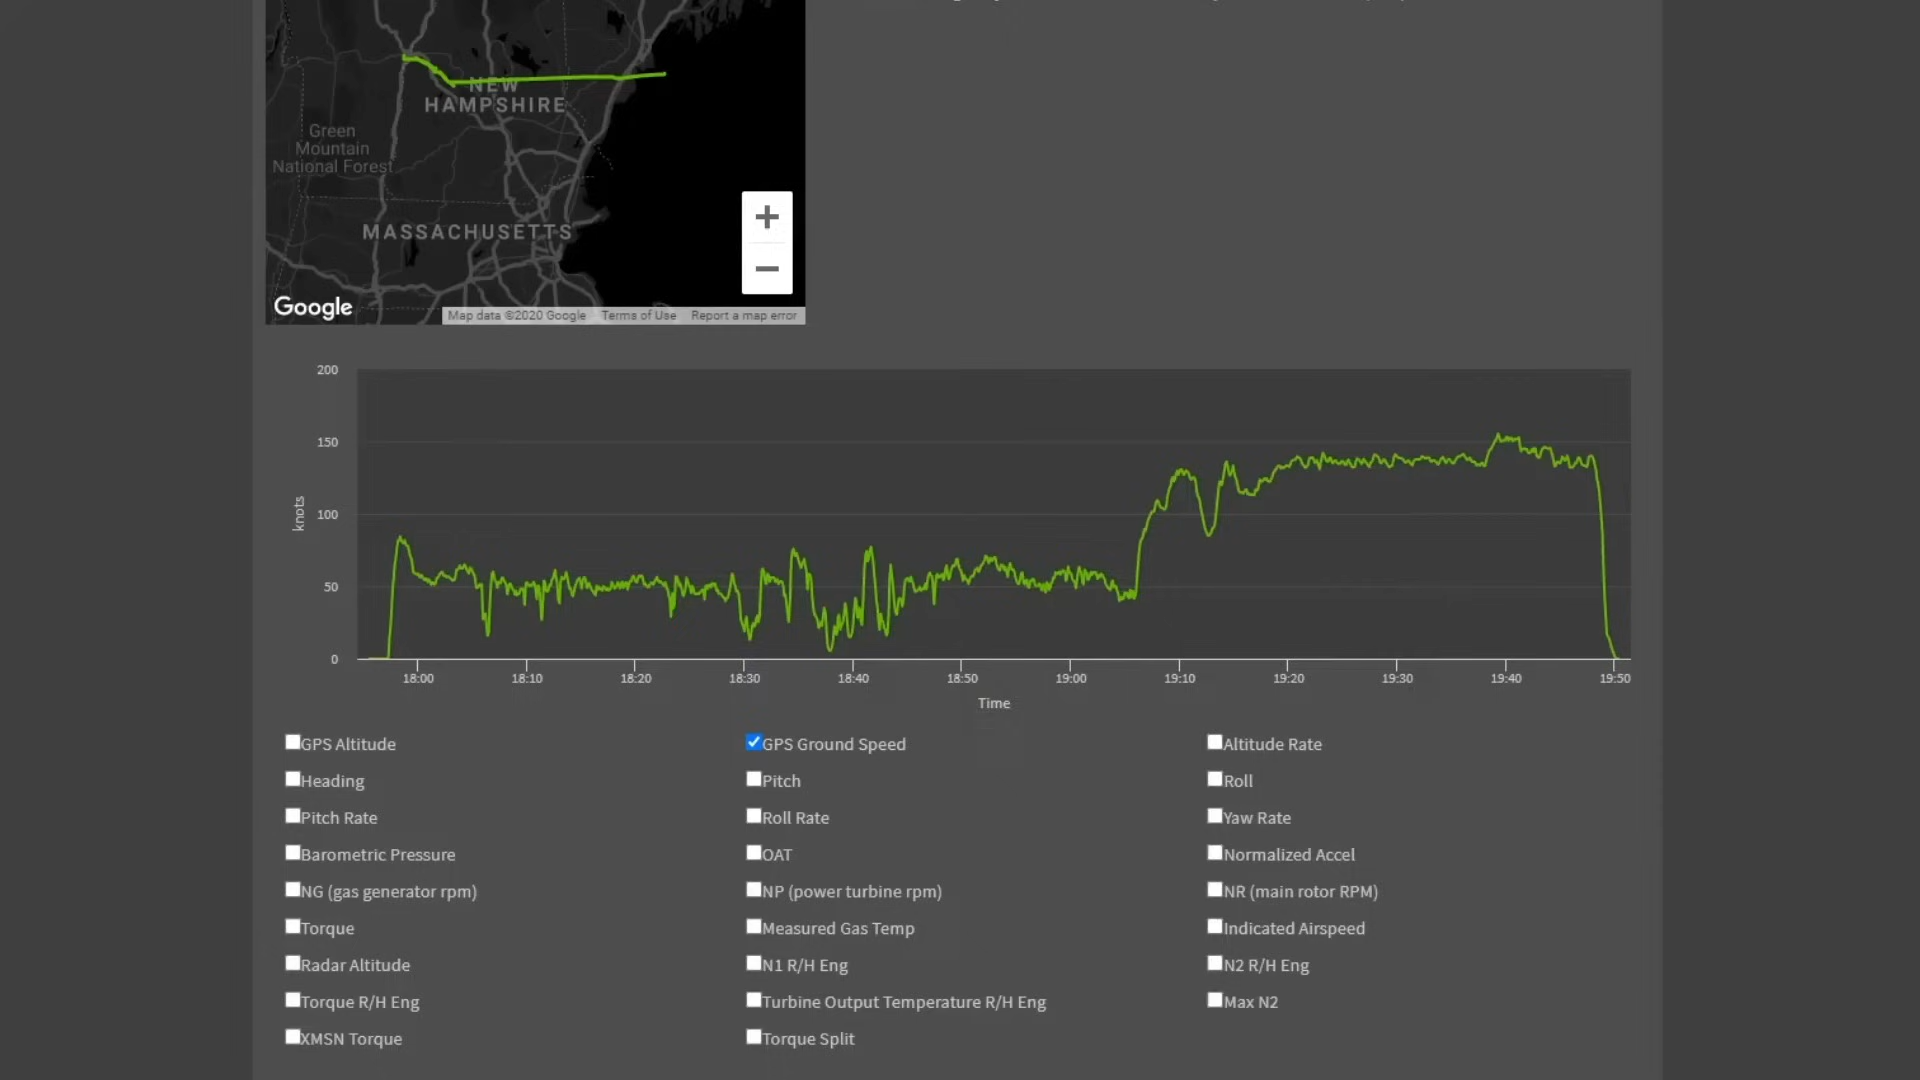 NEW
HAMPSHIRE
Green
Mountain
National Forest
MASSACHUSETTS
+
−
Google
Map data ©2020 Google Terms of Use Report a map error
200
150
100
50
0
knots
18:00 18:10 18:20 18:30 18:40 18:50 19:00 19:10 19:20 19:30 19:40 19:50
Time
GPS Altitude GPS Ground Speed Altitude Rate
Heading Pitch Roll
Pitch Rate Roll Rate Yaw Rate
Barometric Pressure OAT Normalized Accel
NG (gas generator rpm) NP (power turbine rpm) NR (main rotor RPM)
Torque Measured Gas Temp Indicated Airspeed
Radar Altitude N1 R/H Eng N2 R/H Eng
Torque R/H Eng Turbine Output Temperature R/H Eng Max N2
XMSN Torque Torque Split